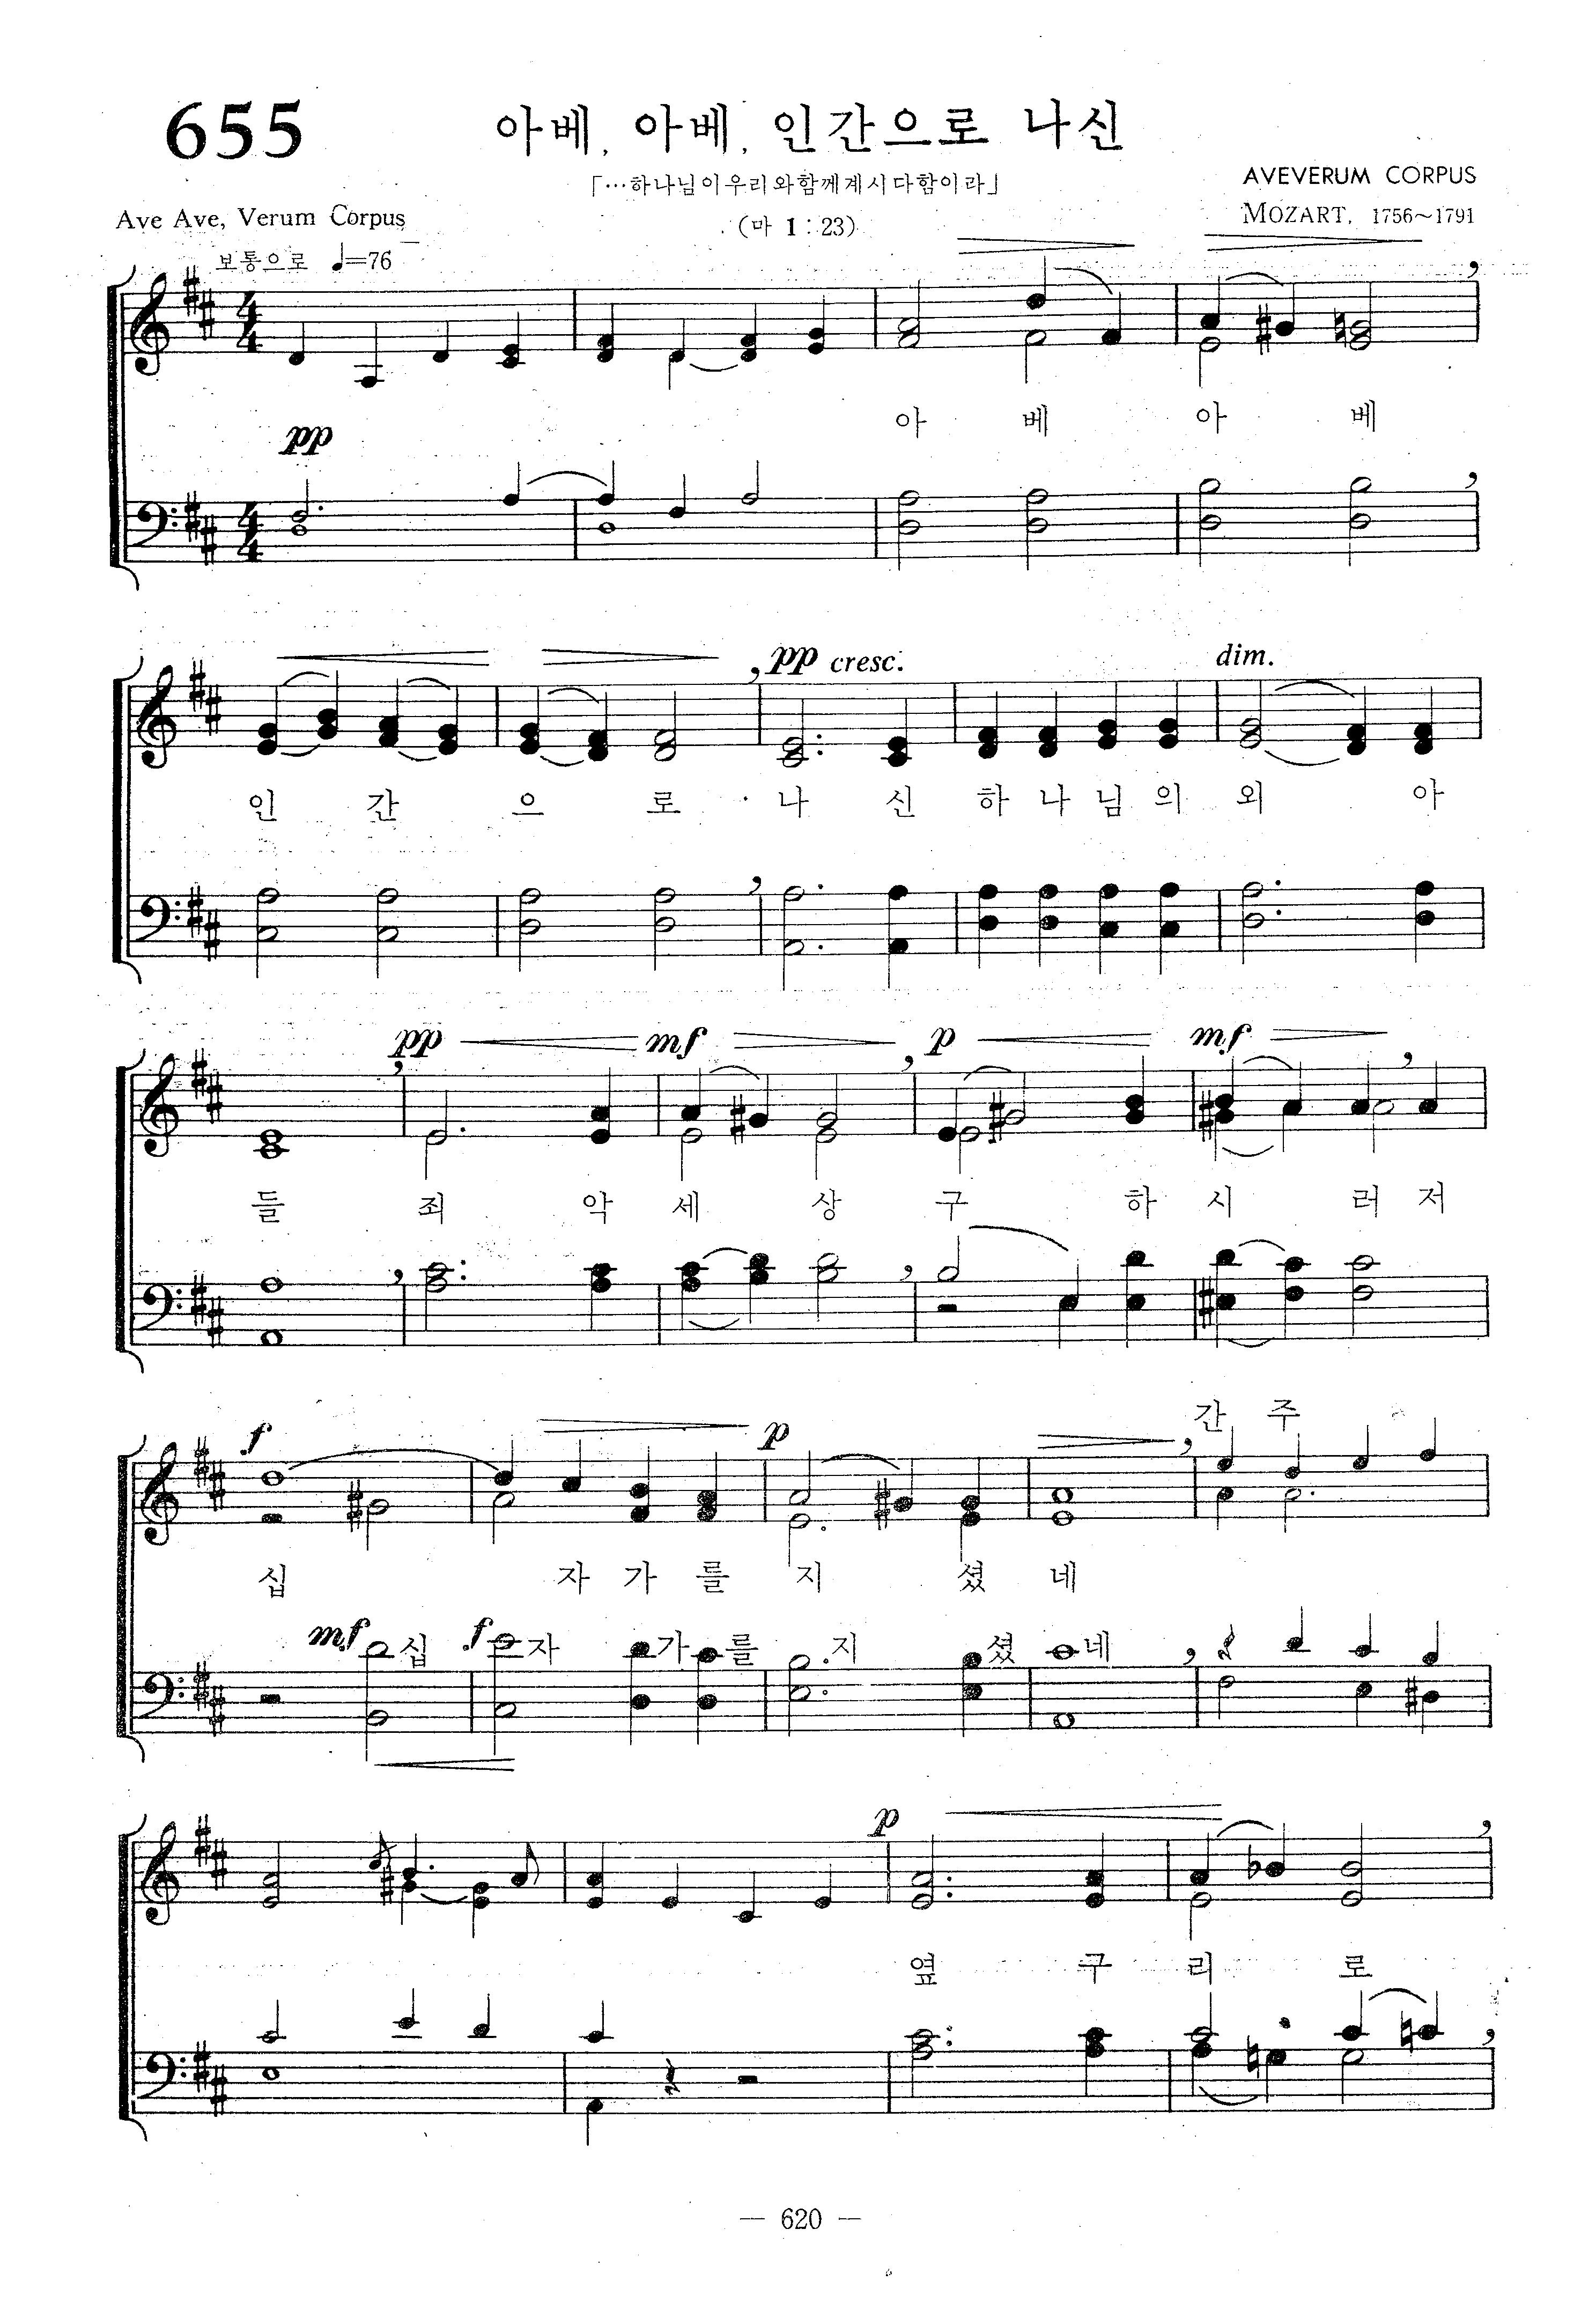 655
아베, 아베, 인간으로 나신
「…하나님이우리와함께계시다함이라」
(마 1 : 23)
AVEVERUM CORPUS
MOZART, 1756~1791
Ave Ave, Verum Corpus
보통으로 ♩=76
4 4
pp
아 베 아 베
4 4
pp cresc. dim.
인 간 으 로 나 신 하 나 님 의 외 아
pp mf p mf
들 죄 악 세 상 구 하 시 러 저
간 주
f p
십 자 가 를 지 셨 네
mf 십 f 자 가 를 지 셨 네
p
옆 구 리 로
— 620 —